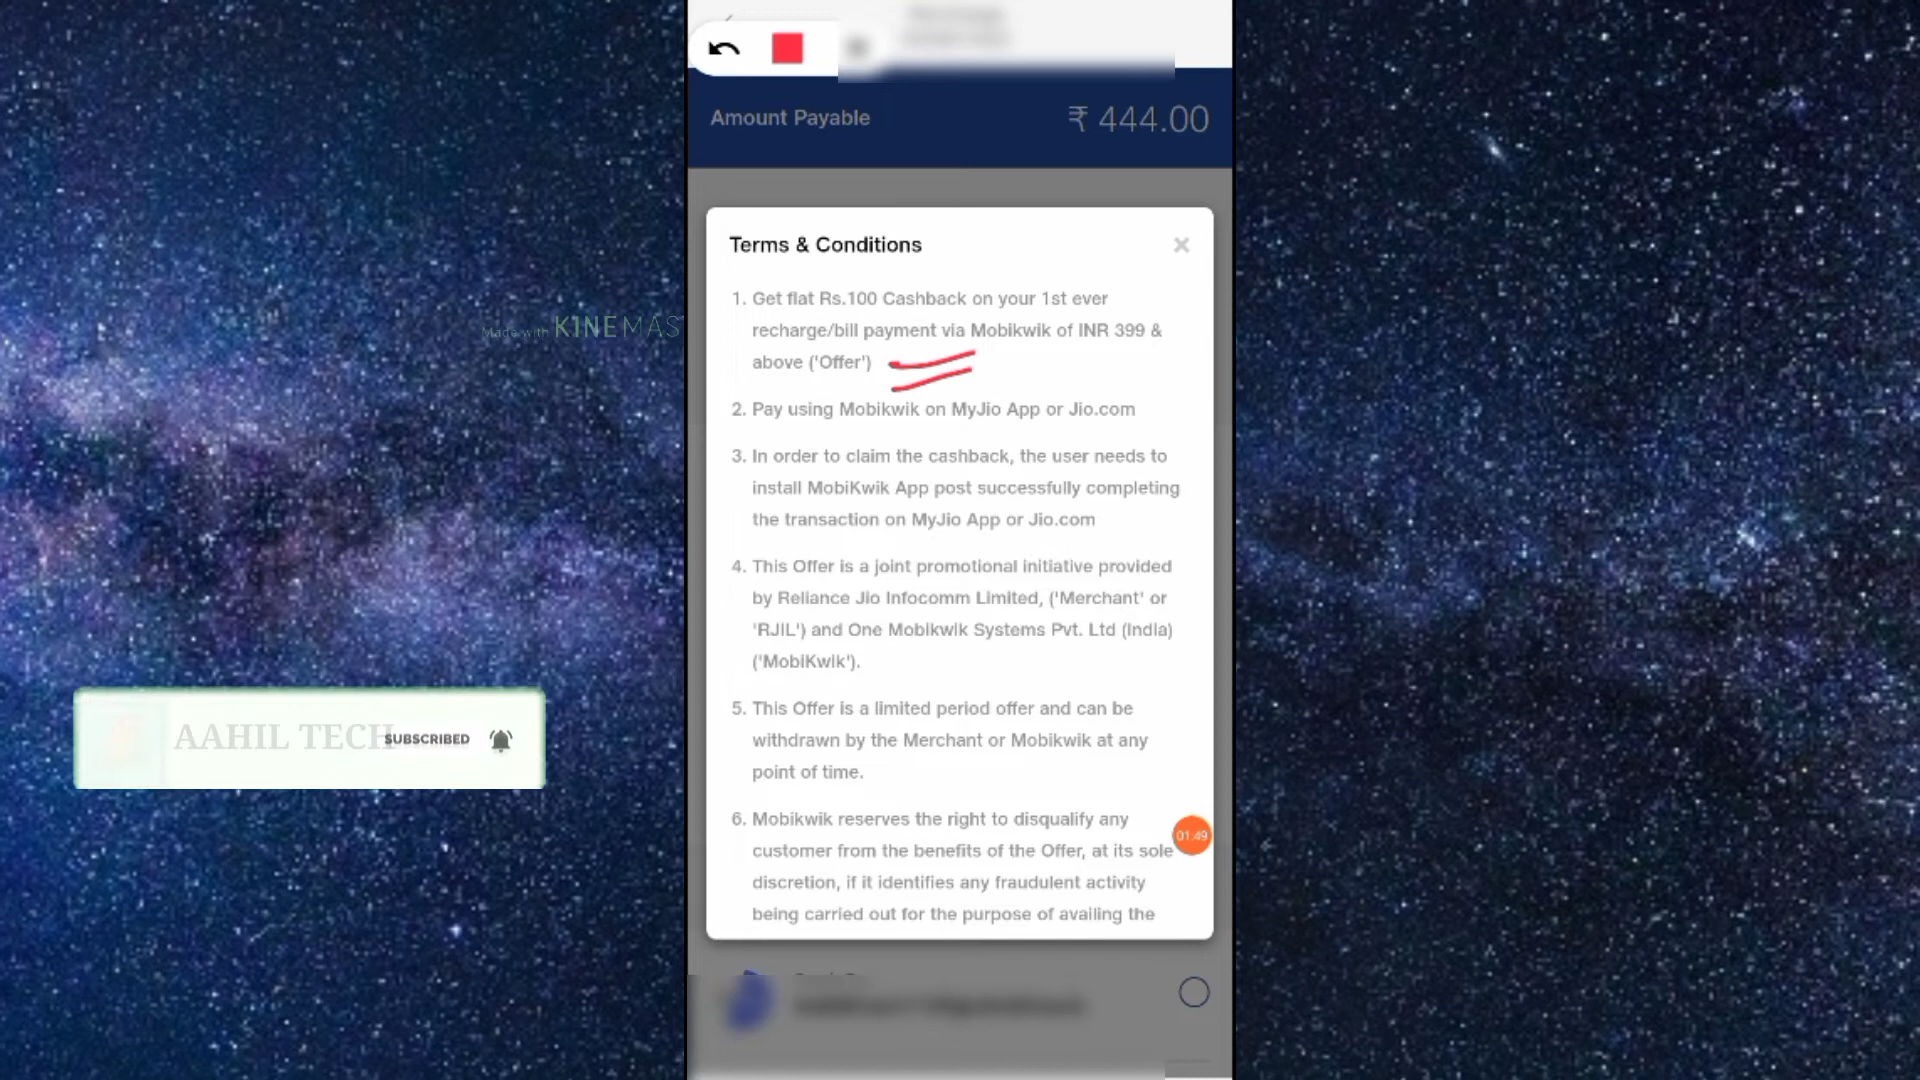 Amount Payable
₹ 444.00
Terms & Conditions
1. Get flat Rs.100 Cashback on your 1st ever
recharge/bill payment via Mobikwik of INR 399 &
above ('Offer')
2. Pay using Mobikwik on MyJio App or Jio.com
3. In order to claim the cashback, the user needs to
install MobiKwik App post successfully completing
the transaction on MyJio App or Jio.com
4. This Offer is a joint promotional initiative provided
by Reliance Jio Infocomm Limited, ('Merchant' or
'RJIL') and One Mobikwik Systems Pvt. Ltd (India)
('MobiKwik').
5. This Offer is a limited period offer and can be
withdrawn by the Merchant or Mobikwik at any
point of time.
6. Mobikwik reserves the right to disqualify any
customer from the benefits of the Offer, at its sole
discretion, if it identifies any fraudulent activity
being carried out for the purpose of availing the
01:49
Made with KINEMAS
AAHIL TECH
SUBSCRIBED